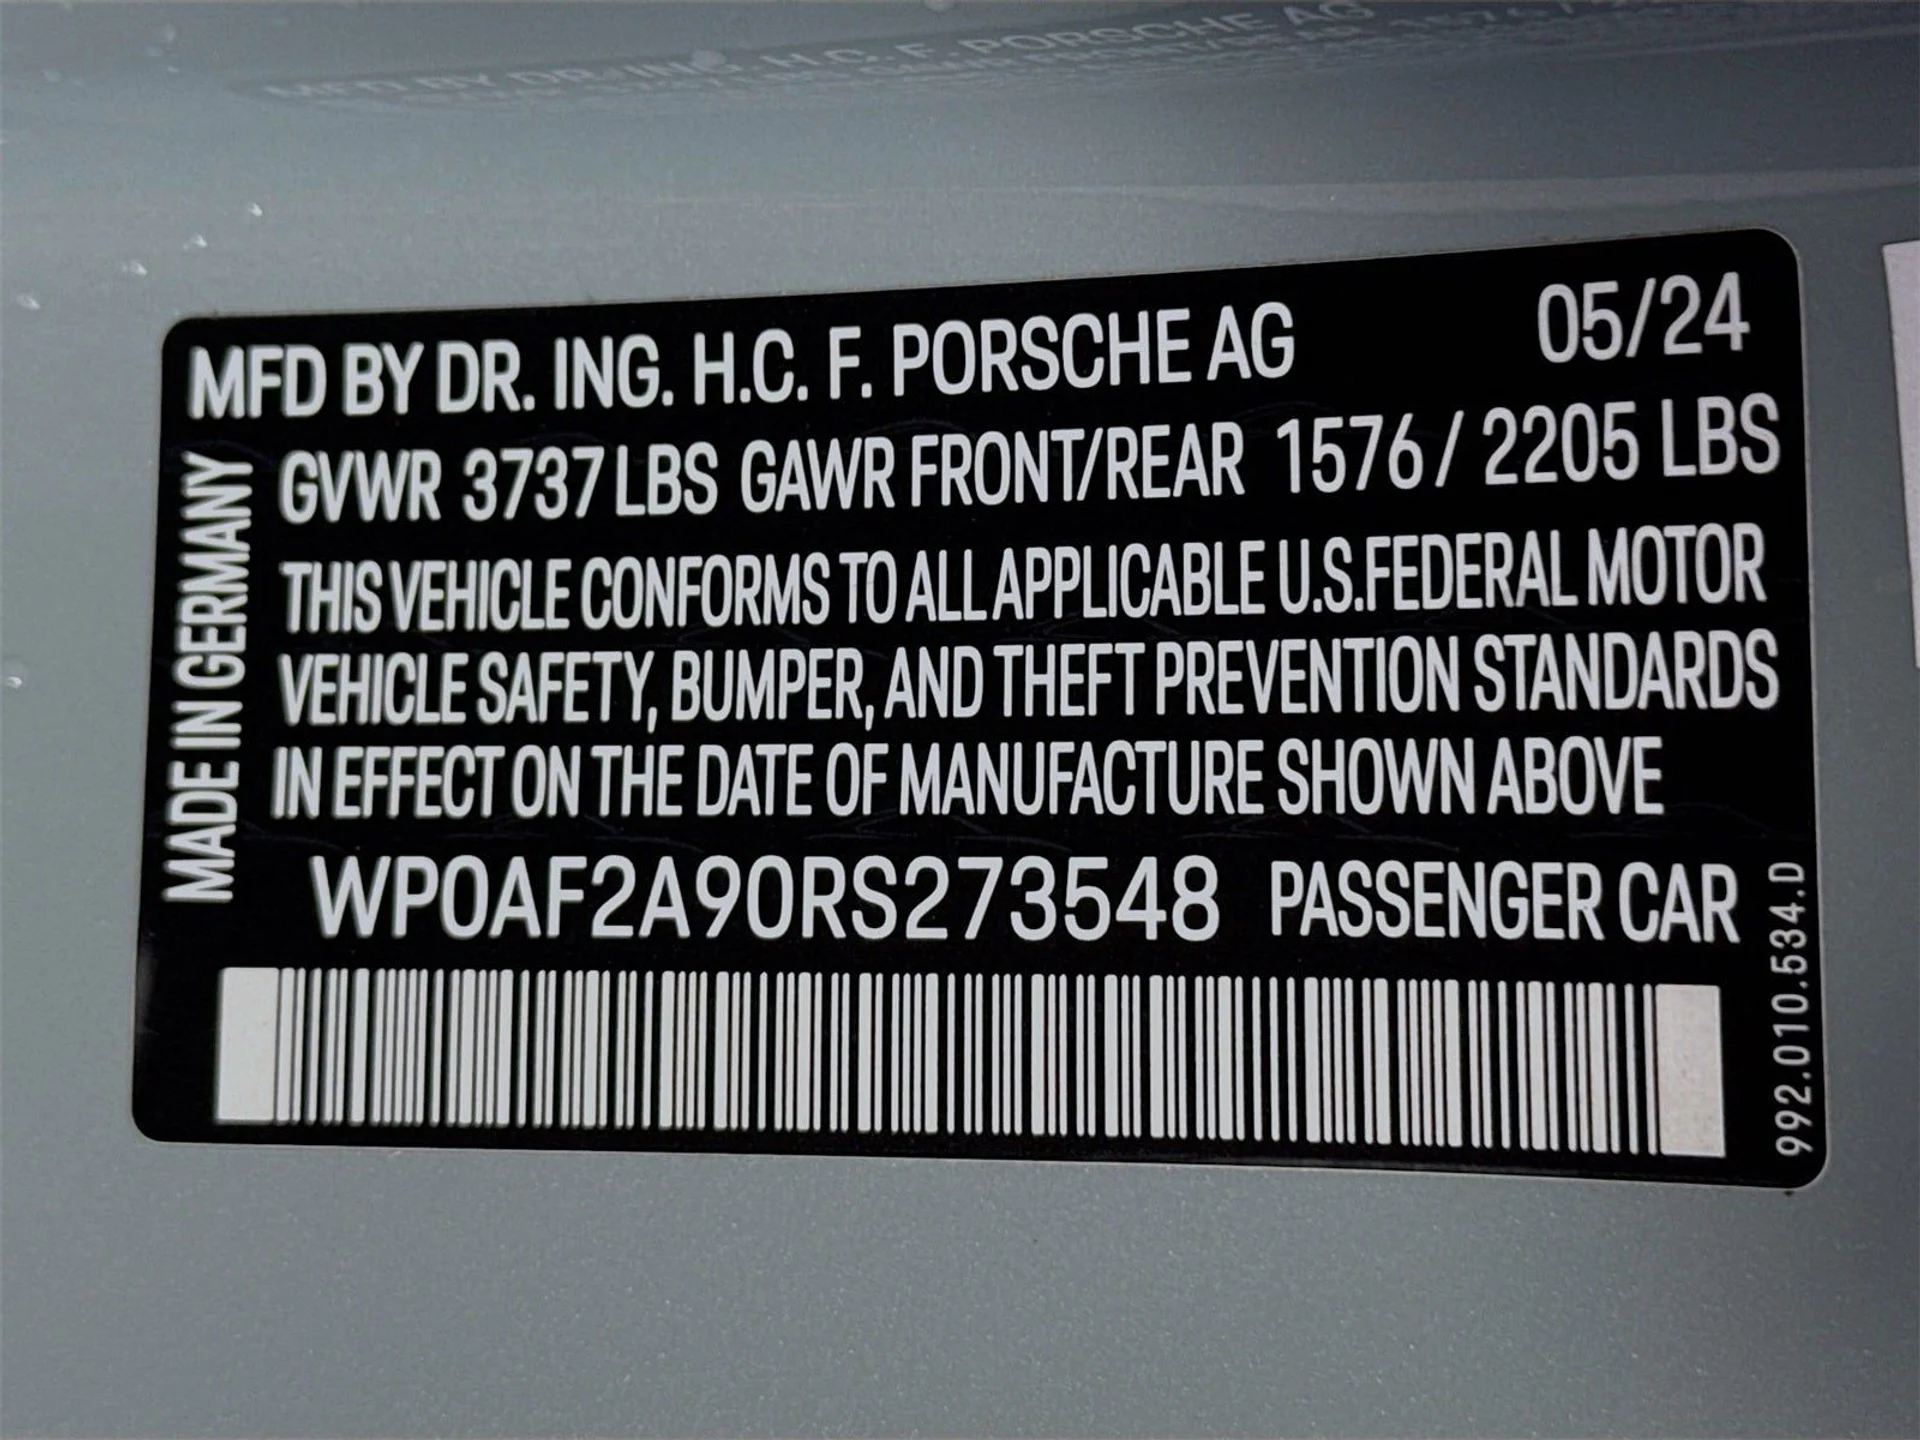 MFD BY DR. ING. H.C. F. PORSCHE AG 05/24
GVWR 3737 LBS GAWR FRONT/REAR 1576 / 2205 LBS
THIS VEHICLE CONFORMS TO ALL APPLICABLE U.S.FEDERAL MOTOR
VEHICLE SAFETY, BUMPER, AND THEFT PREVENTION STANDARDS
IN EFFECT ON THE DATE OF MANUFACTURE SHOWN ABOVE
WP0AF2A90RS273548 PASSENGER CAR
MADE IN GERMANY
992.010.534.D